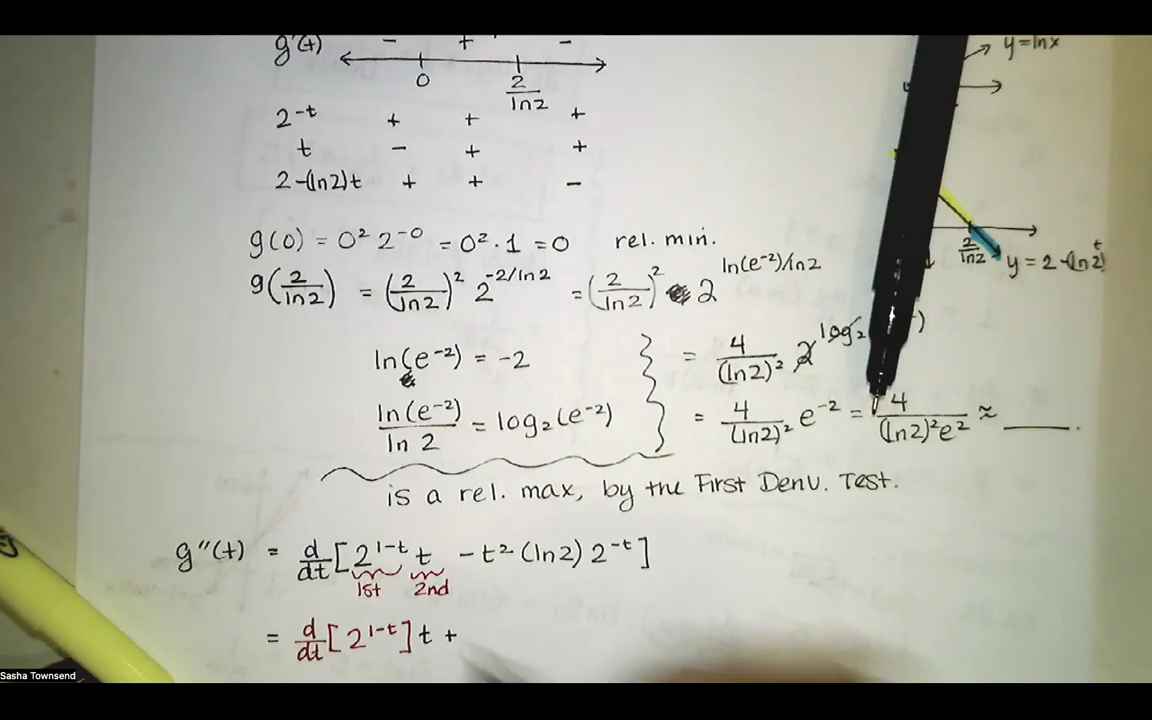 g'(t) - + -
0 2/ln2
2^-t + + +
t - + +
2-(ln2)t + + -
y=lnx
2/ln2 y = 2-(ln2)t
g(0) = 0² 2^-0 = 0² · 1 = 0 rel. min.
g(2/ln2) = (2/ln2)² 2^-2/ln2 = (2/ln2)² 2^ln(e^-2)/ln2
ln(e^-2) = -2 = 4/(ln2)² 2^log₂
ln(e^-2)/ln 2 = log₂(e^-2) = 4/(ln2)² e^-2 = 4/(ln2)²e² ≈ ____.
is a rel. max, by the First Deriv. Test.
g"(t) = d/dt[2^1-t t - t² (ln2) 2^-t]
1st 2nd
= d/dt[2^1-t]t +
Sasha Townsend